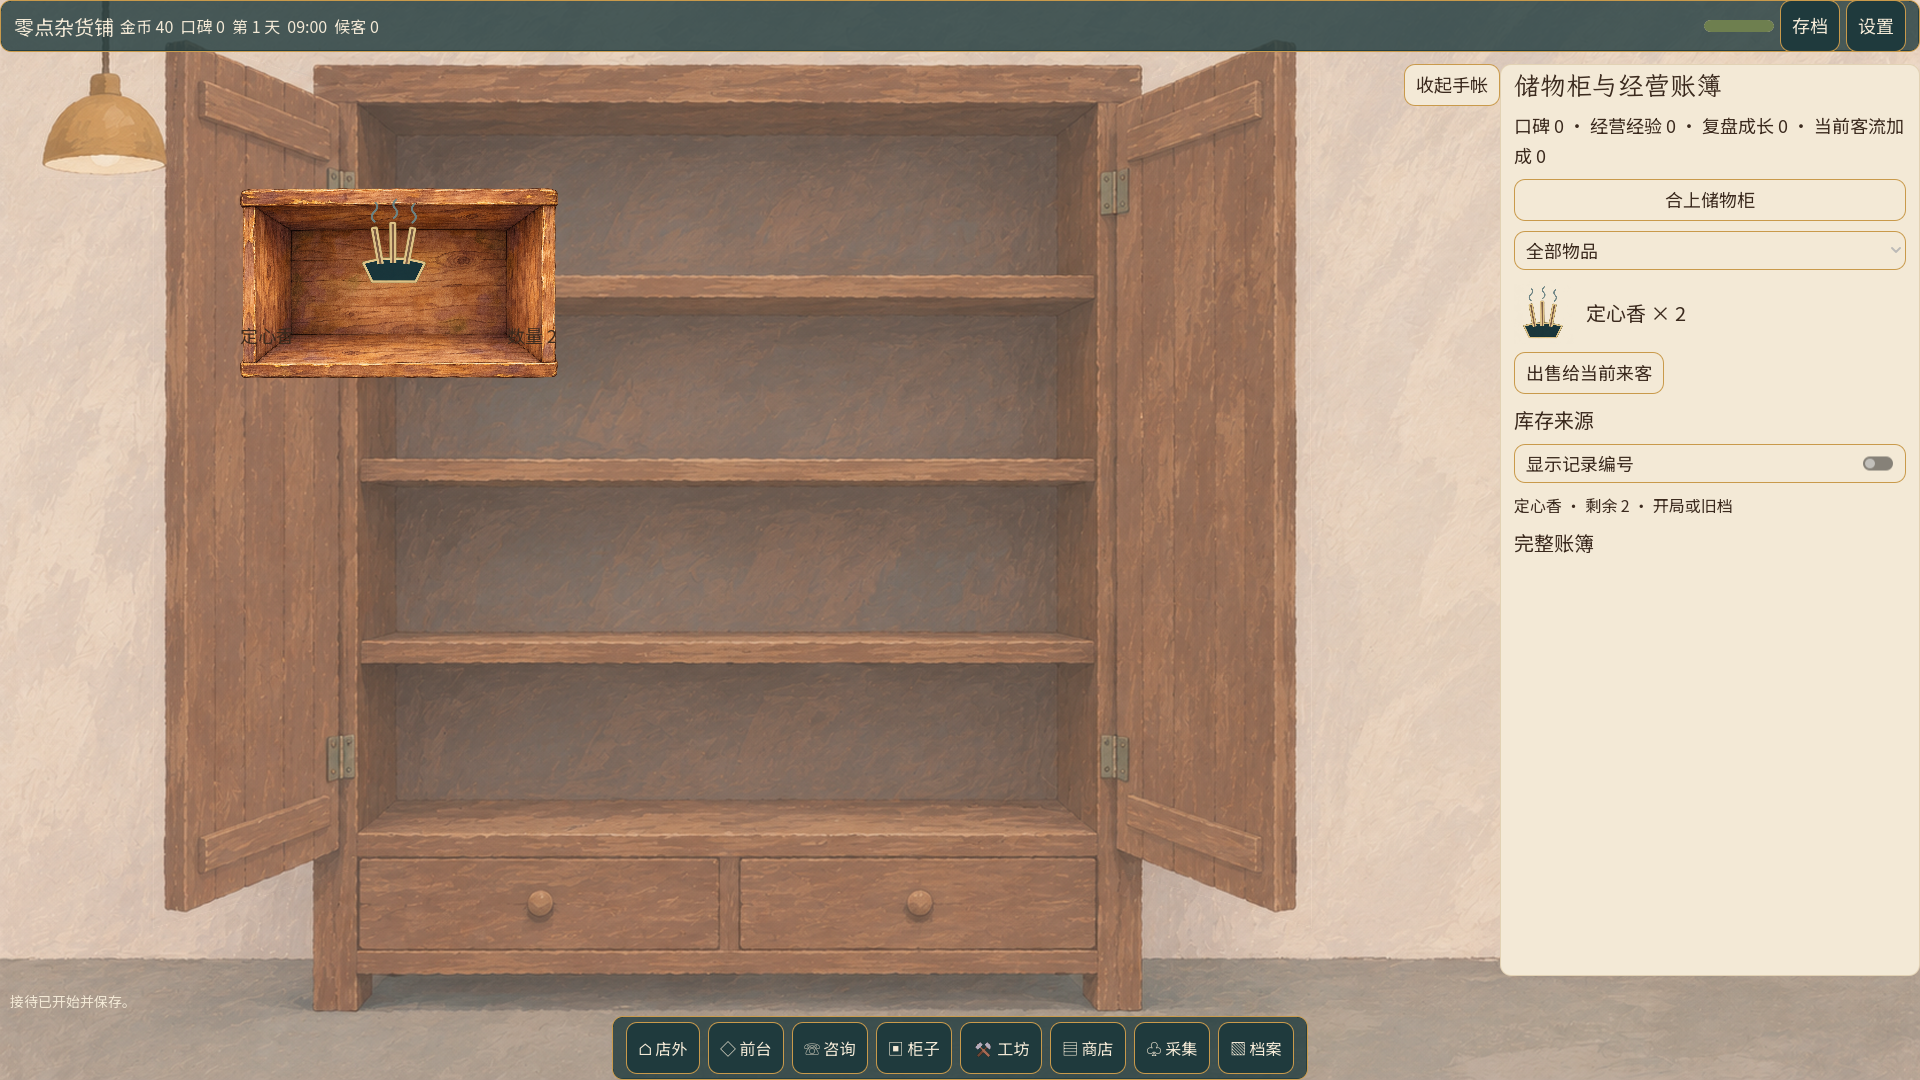 零点杂货铺 金币 40 口碑 0 第 1 天 09:00 候客 0
存档
设置
收起手帐
储物柜与经营账簿
口碑 0 · 经营经验 0 · 复盘成长 0 · 当前客流加
成 0
合上储物柜
全部物品
定心香 × 2
出售给当前来客
库存来源
显示记录编号
定心香 · 剩余 2 · 开局或旧档
完整账簿
定心香 数量 2
接待已开始并保存。
店外
前台
咨询
柜子
工坊
商店
采集
档案